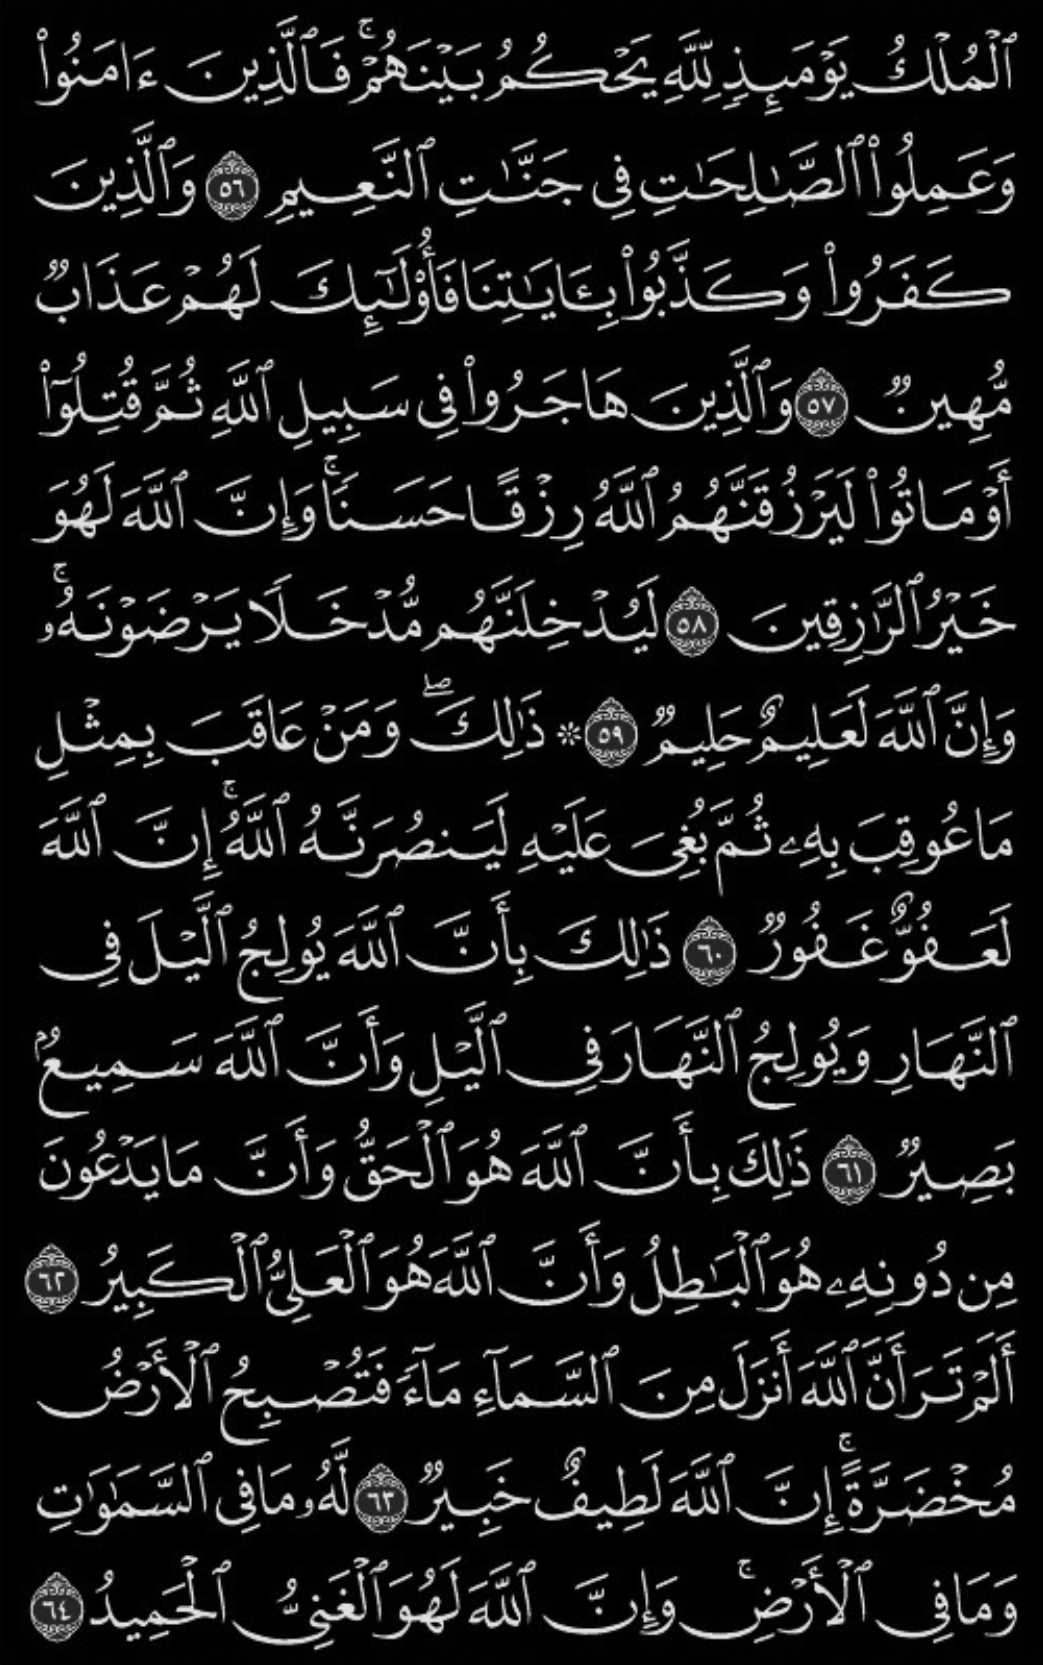 ٱلْمُلْكُ يَوْمَئِذٍ لِّلَّهِ يَحْكُمُ بَيْنَهُمْ ۚ فَٱلَّذِينَ ءَامَنُوا۟
وَعَمِلُوا۟ ٱلصَّـٰلِحَـٰتِ فِى جَنَّـٰتِ ٱلنَّعِيمِ ٥٦ وَٱلَّذِينَ
كَفَرُوا۟ وَكَذَّبُوا۟ بِـَٔايَـٰتِنَا فَأُو۟لَـٰٓئِكَ لَهُمْ عَذَابٌ
مُّهِينٌ ٥٧ وَٱلَّذِينَ هَاجَرُوا۟ فِى سَبِيلِ ٱللَّهِ ثُمَّ قُتِلُوٓا۟
أَوْ مَاتُوا۟ لَيَرْزُقَنَّهُمُ ٱللَّهُ رِزْقًا حَسَنًا ۚ وَإِنَّ ٱللَّهَ لَهُوَ
خَيْرُ ٱلرَّٰزِقِينَ ٥٨ لَيُدْخِلَنَّهُم مُّدْخَلًا يَرْضَوْنَهُۥ ۗ
وَإِنَّ ٱللَّهَ لَعَلِيمٌ حَلِيمٌ ٥٩ ۞ ذَٰلِكَ ۖ وَمَنْ عَاقَبَ بِمِثْلِ
مَا عُوقِبَ بِهِۦ ثُمَّ بُغِىَ عَلَيْهِ لَيَنصُرَنَّهُ ٱللَّهُ ۚ إِنَّ ٱللَّهَ
لَعَفُوٌّ غَفُورٌ ٦٠ ذَٰلِكَ بِأَنَّ ٱللَّهَ يُولِجُ ٱلَّيْلَ فِى
ٱلنَّهَارِ وَيُولِجُ ٱلنَّهَارَ فِى ٱلَّيْلِ وَأَنَّ ٱللَّهَ سَمِيعٌۢ
بَصِيرٌ ٦١ ذَٰلِكَ بِأَنَّ ٱللَّهَ هُوَ ٱلْحَقُّ وَأَنَّ مَا يَدْعُونَ
مِن دُونِهِۦ هُوَ ٱلْبَـٰطِلُ وَأَنَّ ٱللَّهَ هُوَ ٱلْعَلِىُّ ٱلْكَبِيرُ ٦٢
أَلَمْ تَرَ أَنَّ ٱللَّهَ أَنزَلَ مِنَ ٱلسَّمَآءِ مَآءً فَتُصْبِحُ ٱلْأَرْضُ
مُخْضَرَّةً ۗ إِنَّ ٱللَّهَ لَطِيفٌ خَبِيرٌ ٦٣ لَّهُۥ مَا فِى ٱلسَّمَـٰوَٰتِ
وَمَا فِى ٱلْأَرْضِ ۚ وَإِنَّ ٱللَّهَ لَهُوَ ٱلْغَنِىُّ ٱلْحَمِيدُ ٦٤